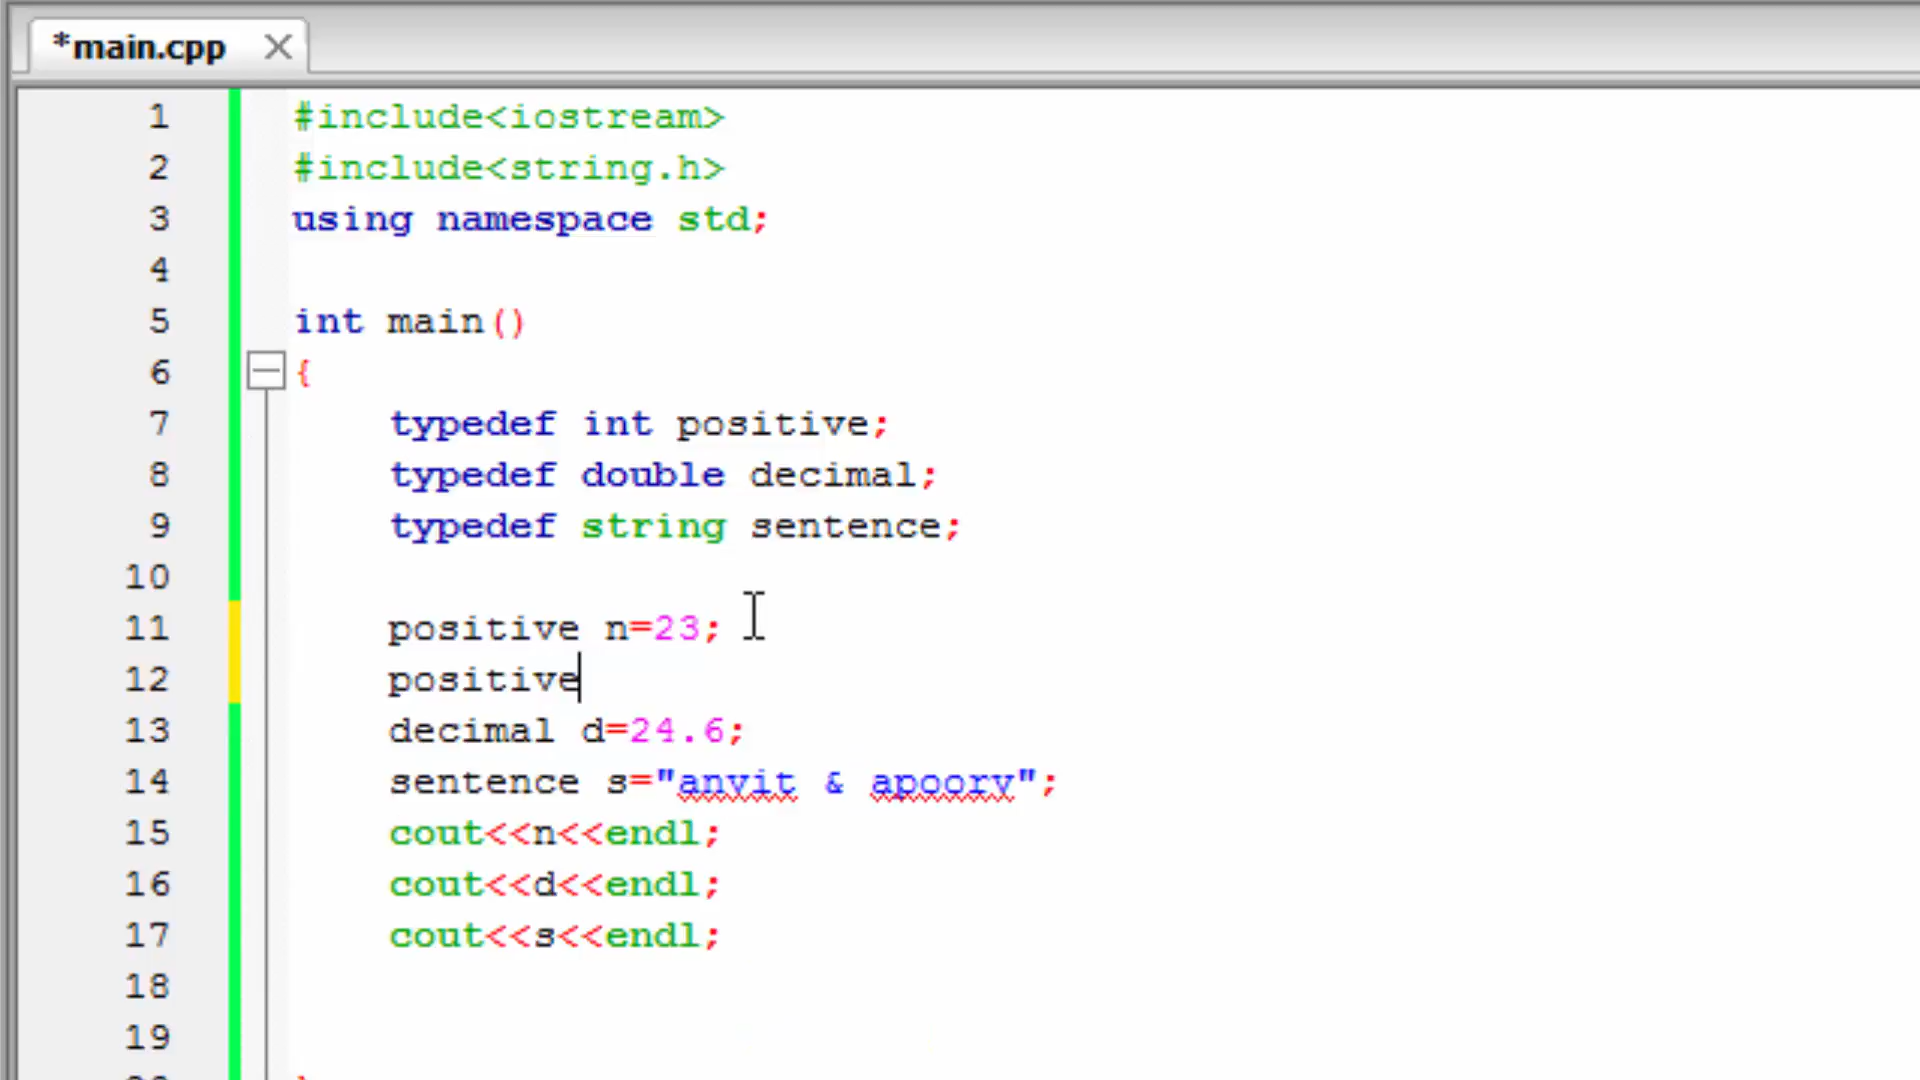 *main.cpp
1 #include<iostream>
2 #include<string.h>
3 using namespace std;
4
5 int main()
6 {
7 typedef int positive;
8 typedef double decimal;
9 typedef string sentence;
10
11 positive n=23;
12 positive
13 decimal d=24.6;
14 sentence s="anvit & apoorv";
15 cout<<n<<endl;
16 cout<<d<<endl;
17 cout<<s<<endl;
18
19